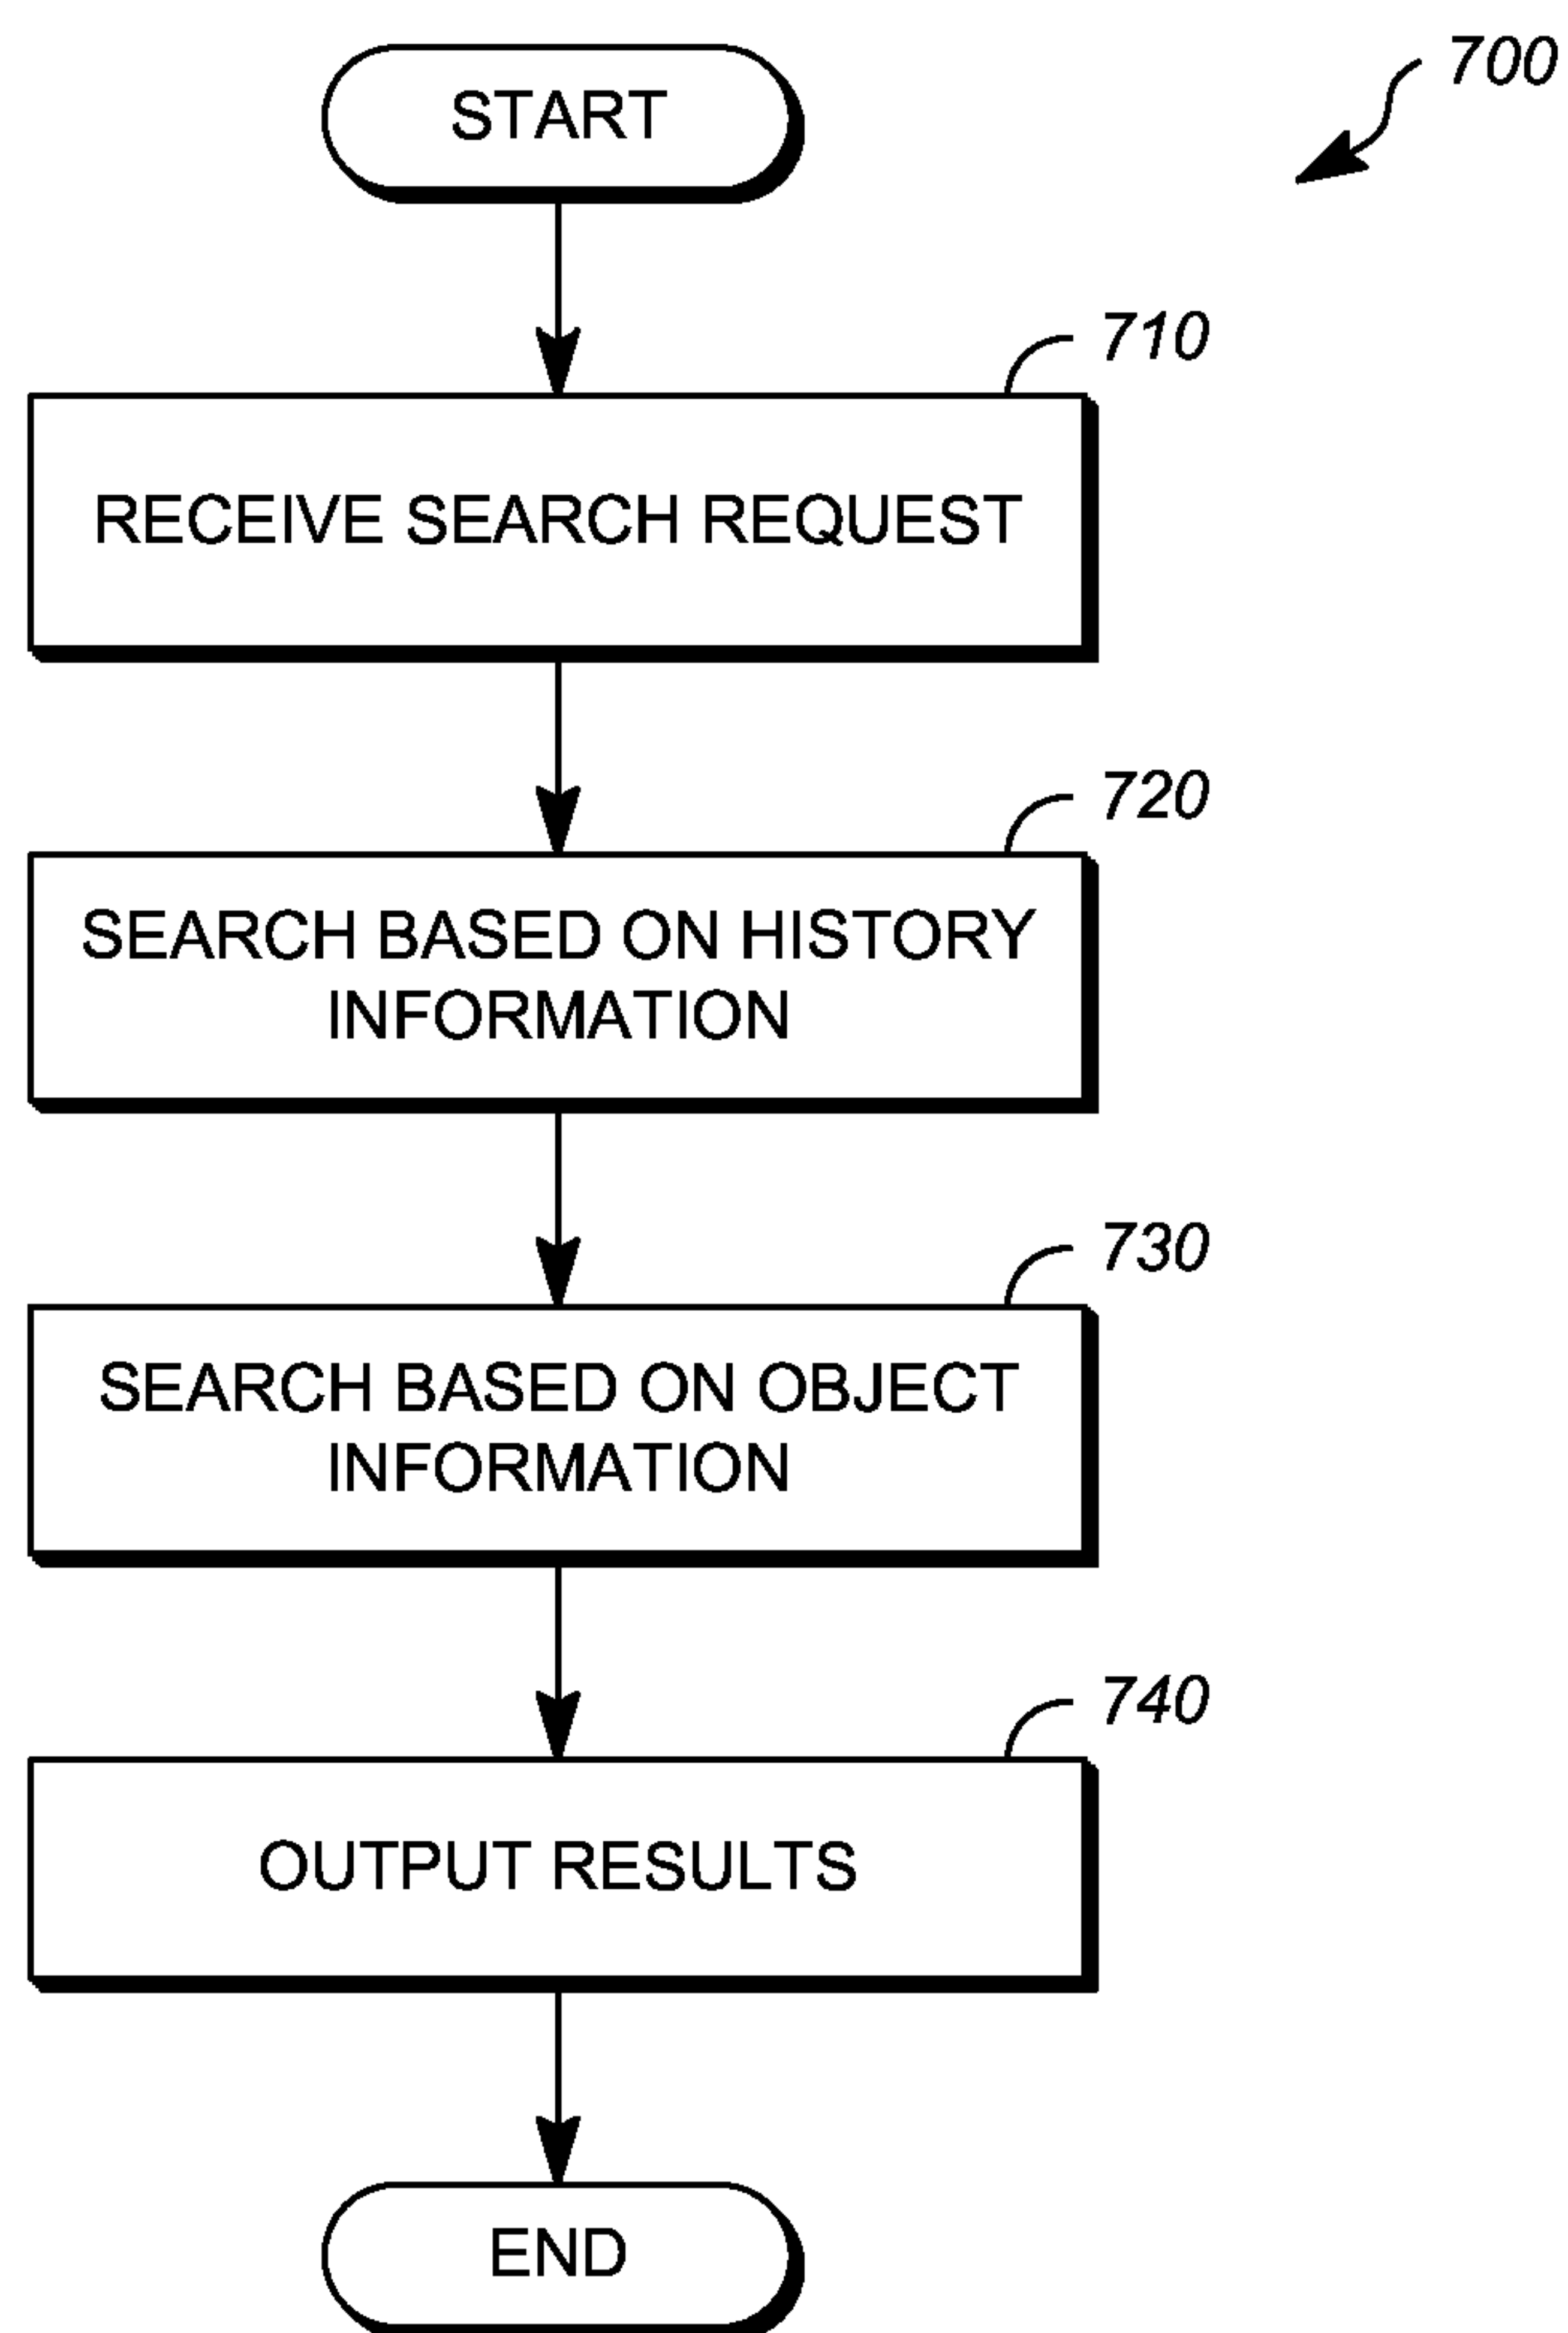 START
700
710
RECEIVE SEARCH REQUEST
720
SEARCH BASED ON HISTORY
INFORMATION
730
SEARCH BASED ON OBJECT
INFORMATION
740
OUTPUT RESULTS
END